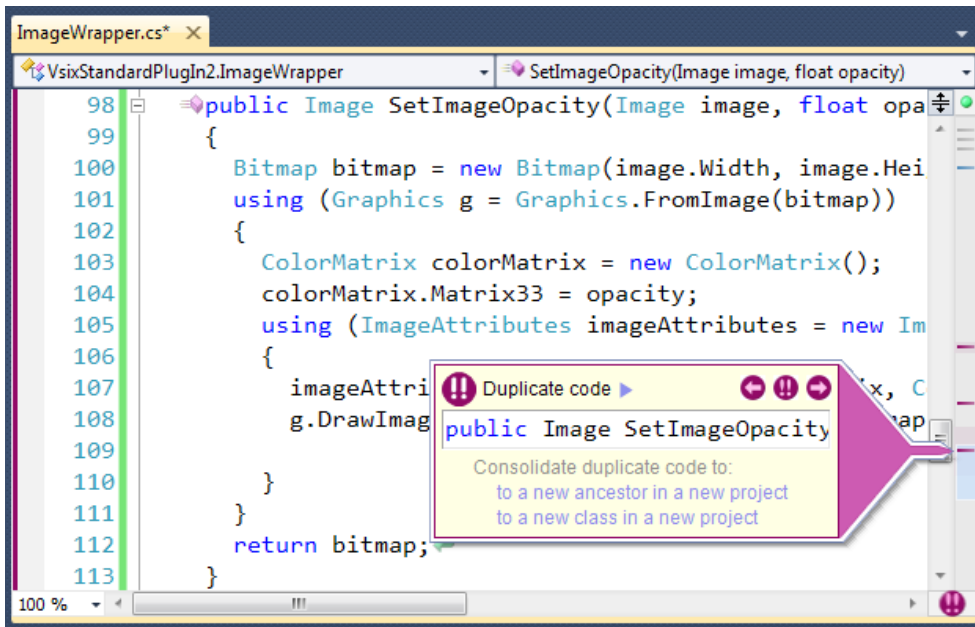 ImageWrapper.cs*
VsixStandardPlugIn2.ImageWrapper
SetImageOpacity(Image image, float opacity)
98 public Image SetImageOpacity(Image image, float opa
99 {
100 Bitmap bitmap = new Bitmap(image.Width, image.Hei
101 using (Graphics g = Graphics.FromImage(bitmap))
102 {
103 ColorMatrix colorMatrix = new ColorMatrix();
104 colorMatrix.Matrix33 = opacity;
105 using (ImageAttributes imageAttributes = new Im
106 {
107 imageAttri x, C
Duplicate code
108 g.DrawImag ap
public Image SetImageOpacity
109
Consolidate duplicate code to:
110 }
to a new ancestor in a new project
111 }
to a new class in a new project
112 return bitmap;
113 }
100 %